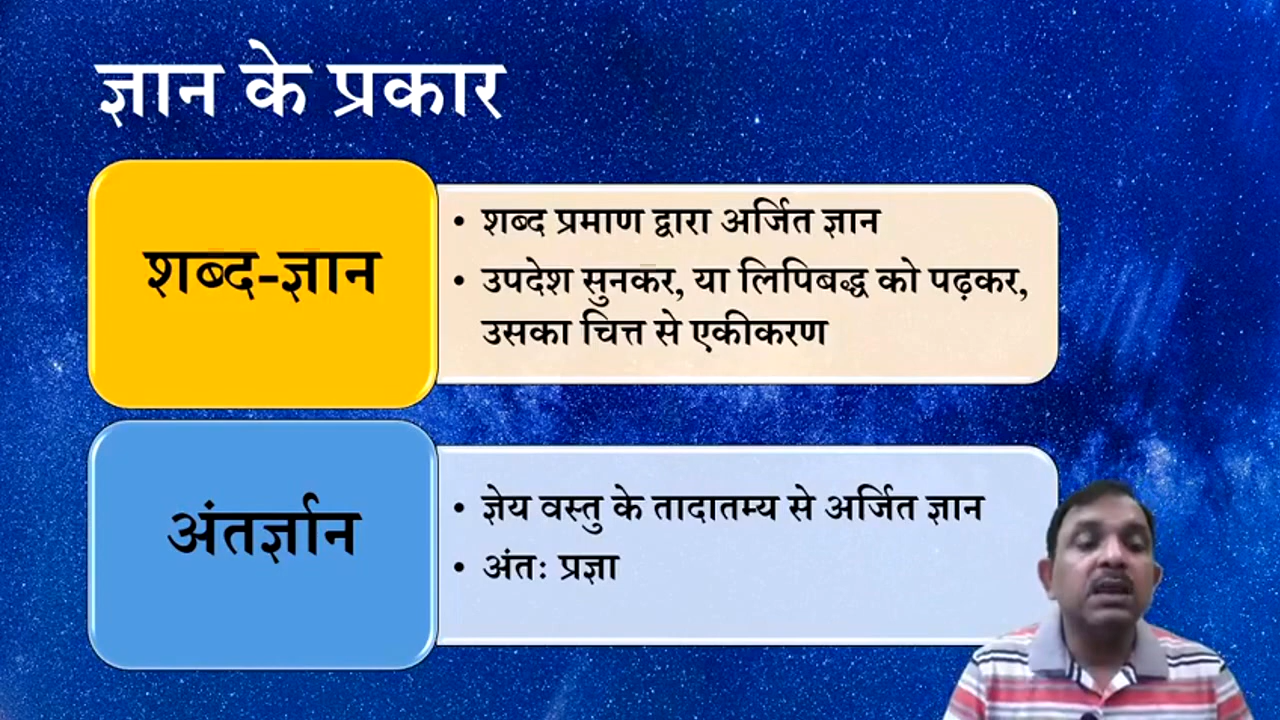 ज्ञान के प्रकार
शब्द-ज्ञान
• शब्द प्रमाण द्वारा अर्जित ज्ञान
• उपदेश सुनकर, या लिपिबद्ध को पढ़कर,
उसका चित्त से एकीकरण
अंतर्ज्ञान
• ज्ञेय वस्तु के तादातम्य से अर्जित ज्ञान
• अंतः प्रज्ञा